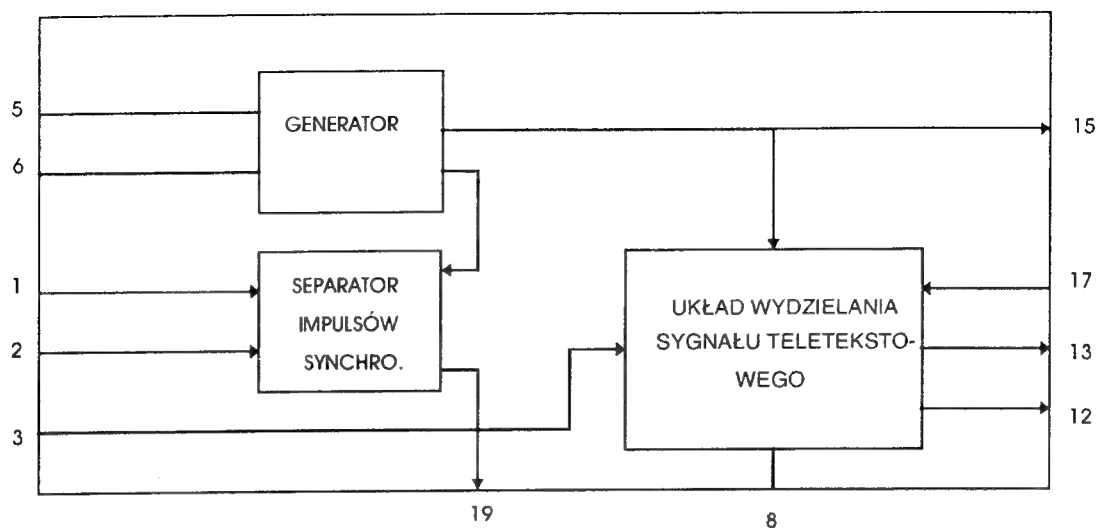 5
GENERATOR
15
6
1
SEPARATOR
IMPULSÓW
SYNCHRO.
2
3
UKŁAD WYDZIELANIA
SYGNAŁU TELETEKSTO-
WEGO
17
13
12
19
8